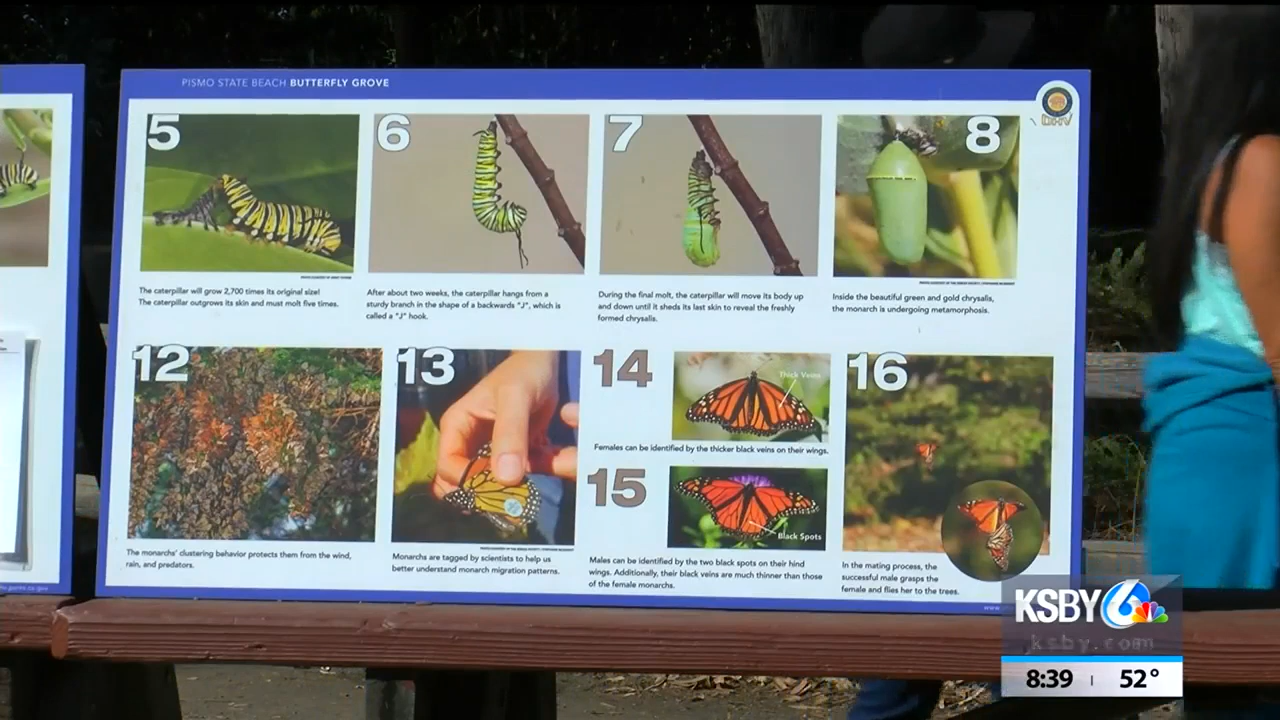 PISMO STATE BEACH BUTTERFLY GROVE
5
6
7
8
The caterpillar will grow 2,700 times its original size!
The caterpillar outgrows its skin and must molt five times.
After about two weeks, the caterpillar hangs from a
sturdy branch in the shape of a backwards "J", which is
called a "J" hook.
During the final molt, the caterpillar will move its body up
and down until it sheds its last skin to reveal the freshly
formed chrysalis.
Inside the beautiful green and gold chrysalis,
the monarch is undergoing metamorphosis.
12
The monarchs' clustering behavior protects them from the wind,
rain, and predators.
13
Monarchs are tagged by scientists to help us
better understand monarch migration patterns.
14
Thick Veins
Females can be identified by the thicker black veins on their wings.
15
Black Spots
Males can be identified by the two black spots on their hind
wings. Additionally, their black veins are much thinner than those
of the female monarchs.
16
In the mating process, the
successful male grasps the
female and flies her to the trees.
KSBY 6
ksby.com
8:39 52°